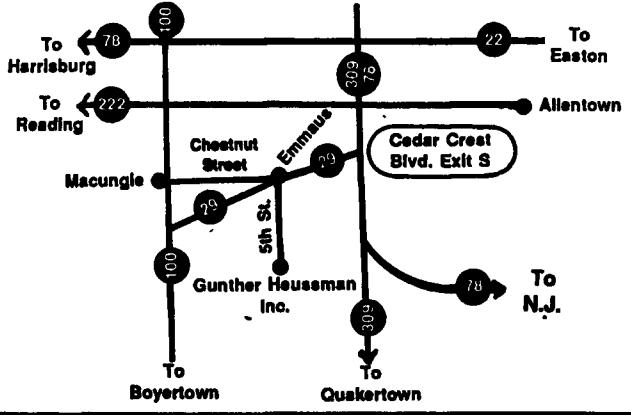 100
To
Harrisburg
78
22
To
Easton
309
78
To
Reading
222
Allentown
Chestnut
Street
Emmaus
29
Cedar Crest
Blvd. Exit S
Macungie
29
5th St.
100
Gunther Heussman
Inc.
78
To
N.J.
309
To
Boyertown
To
Quakertown